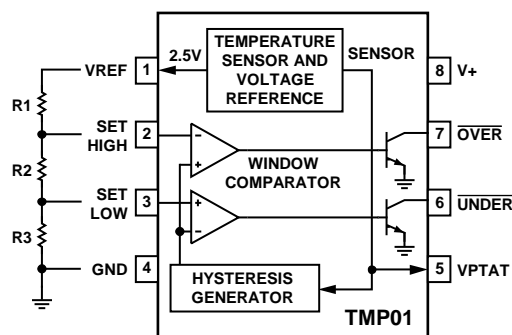 TEMPERATURE
SENSOR AND
VOLTAGE
REFERENCE
2.5V
SENSOR
VREF
1
8
V+
R1
SET
HIGH
2
7
OVER
R2
WINDOW
COMPARATOR
SET
LOW
3
6
UNDER
R3
GND
4
5
VPTAT
HYSTERESIS
GENERATOR
TMP01